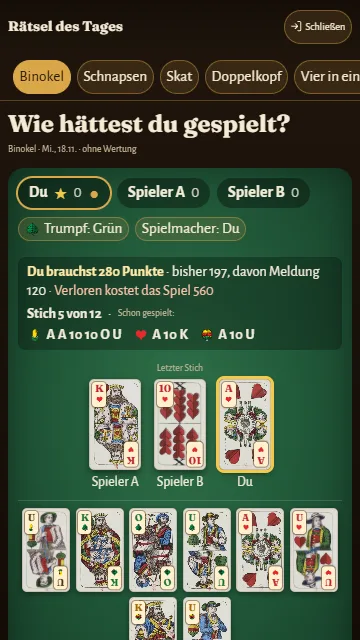 Rätsel des Tages
Schließen
Binokel
Schnapsen
Skat
Doppelkopf
Vier in ein
Wie hättest du gespielt?
Binokel · Mi., 18.11. · ohne Wertung
Du 0
Spieler A 0
Spieler B 0
Trumpf: Grün
Spielmacher: Du
Du brauchst 280 Punkte · bisher 197, davon Meldung
120 · Verloren kostet das Spiel 560
Stich 5 von 12 · Schon gespielt:
A A 10 10 O U
A 10 K
A 10 U
Letzter Stich
K K
10 10
A A
Spieler A
Spieler B
Du
U K O U A U
U K O U A U
K U